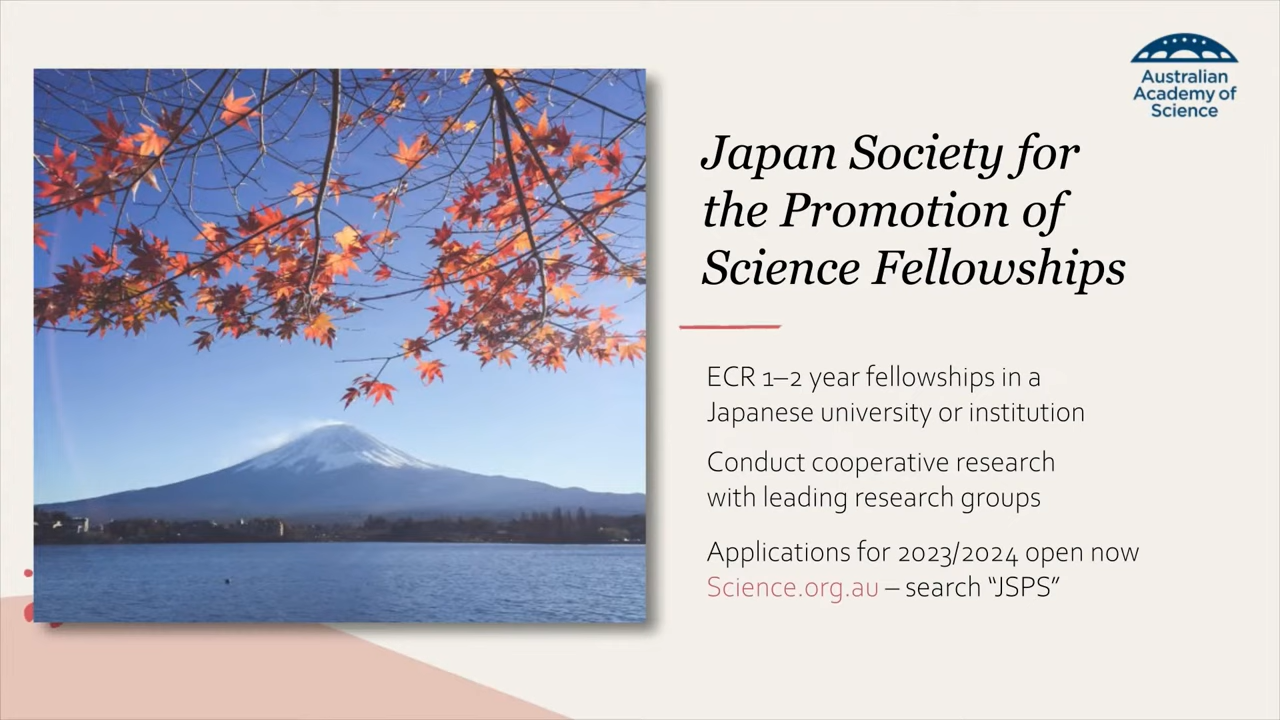 Australian
Academy of
Science
Japan Society for
the Promotion of
Science Fellowships
ECR 1–2 year fellowships in a
Japanese university or institution
Conduct cooperative research
with leading research groups
Applications for 2023/2024 open now
Science.org.au – search “JSPS”